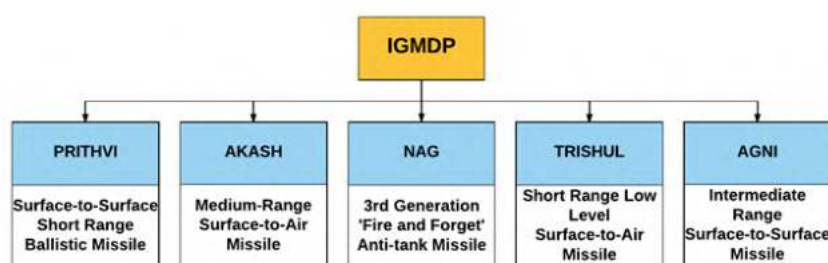 IGMDP
PRITHVI
Surface-to-Surface
Short Range
Ballistic Missile
AKASH
Medium-Range
Surface-to-Air
Missile
NAG
3rd Generation
'Fire and Forget'
Anti-tank Missile
TRISHUL
Short Range Low
Level
Surface-to-Air
Missile
AGNI
Intermediate
Range
Surface-to-Surface
Missile